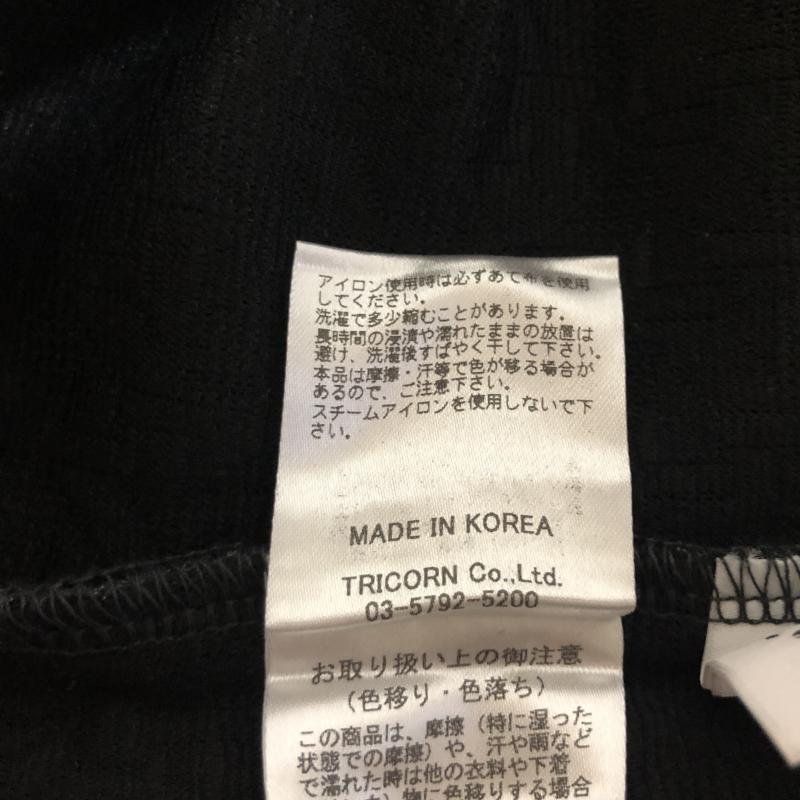 アイロン使用時は必ずあて布を使用
してください。
洗濯で多少縮むことがあります。
長時間の浸漬や濡れたままの放置は
避け、洗濯後すばやく干して下さい。
本品は摩擦・汗等で色が移る場合が
あるので、ご注意下さい。
スチームアイロンを使用しないで下
さい。
MADE IN KOREA
TRICORN Co.,Ltd.
03-5792-5200
お取り扱い上の御注意
(色移り・色落ち)
この商品は、摩擦(特に湿った
状態での摩擦)や、汗や雨など
で濡れた時は他の衣料や下着
物に色移りする場合